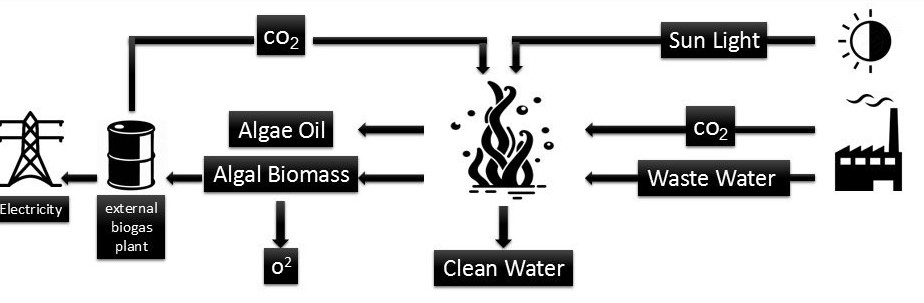 CO₂
Sun Light
Algae Oil
CO₂
Algal Biomass
Waste Water
Electricity
external
biogas
plant
o²
Clean Water